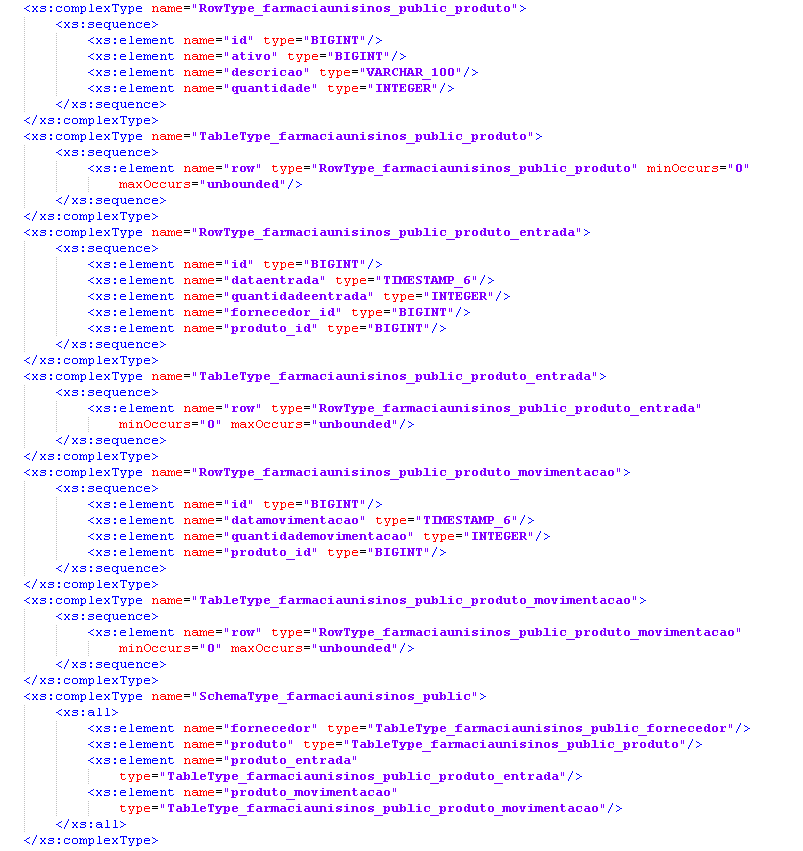 <xs:complexType name="RowType_farmaciaunisinos_public_produto">
<xs:sequence>
<xs:element name="id" type="BIGINT"/>
<xs:element name="ativo" type="BIGINT"/>
<xs:element name="descricao" type="VARCHAR_100"/>
<xs:element name="quantidade" type="INTEGER"/>
</xs:sequence>
</xs:complexType>
<xs:complexType name="TableType_farmaciaunisinos_public_produto">
<xs:sequence>
<xs:element name="row" type="RowType_farmaciaunisinos_public_produto" minOccurs="0"
maxOccurs="unbounded"/>
</xs:sequence>
</xs:complexType>
<xs:complexType name="RowType_farmaciaunisinos_public_produto_entrada">
<xs:sequence>
<xs:element name="id" type="BIGINT"/>
<xs:element name="dataentrada" type="TIMESTAMP_6"/>
<xs:element name="quantidadeentrada" type="INTEGER"/>
<xs:element name="fornecedor_id" type="BIGINT"/>
<xs:element name="produto_id" type="BIGINT"/>
</xs:sequence>
</xs:complexType>
<xs:complexType name="TableType_farmaciaunisinos_public_produto_entrada">
<xs:sequence>
<xs:element name="row" type="RowType_farmaciaunisinos_public_produto_entrada"
minOccurs="0" maxOccurs="unbounded"/>
</xs:sequence>
</xs:complexType>
<xs:complexType name="RowType_farmaciaunisinos_public_produto_movimentacao">
<xs:sequence>
<xs:element name="id" type="BIGINT"/>
<xs:element name="datamovimentacao" type="TIMESTAMP_6"/>
<xs:element name="quantidademovimentacao" type="INTEGER"/>
<xs:element name="produto_id" type="BIGINT"/>
</xs:sequence>
</xs:complexType>
<xs:complexType name="TableType_farmaciaunisinos_public_produto_movimentacao">
<xs:sequence>
<xs:element name="row" type="RowType_farmaciaunisinos_public_produto_movimentacao"
minOccurs="0" maxOccurs="unbounded"/>
</xs:sequence>
</xs:complexType>
<xs:complexType name="SchemaType_farmaciaunisinos_public">
<xs:all>
<xs:element name="fornecedor" type="TableType_farmaciaunisinos_public_fornecedor"/>
<xs:element name="produto" type="TableType_farmaciaunisinos_public_produto"/>
<xs:element name="produto_entrada"
type="TableType_farmaciaunisinos_public_produto_entrada"/>
<xs:element name="produto_movimentacao"
type="TableType_farmaciaunisinos_public_produto_movimentacao"/>
</xs:all>
</xs:complexType>